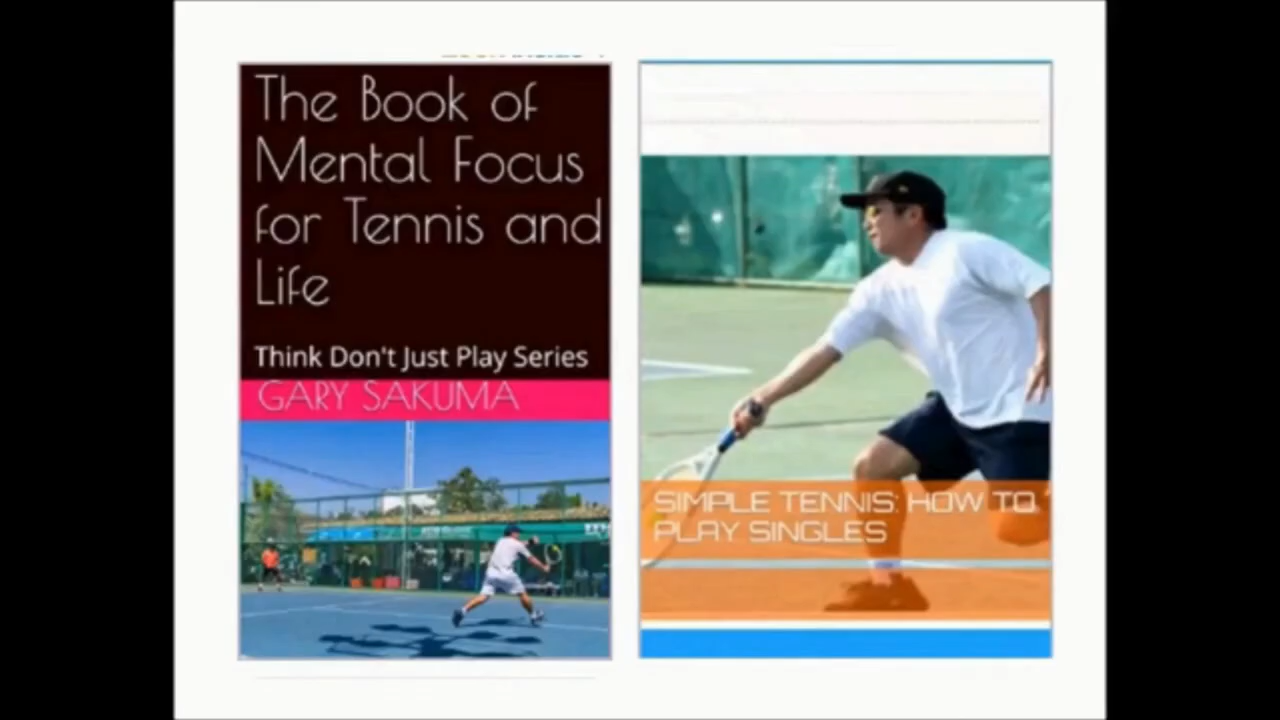 The Book of
Mental Focus
for Tennis and
Life
Think Don't Just Play Series
GARY SAKUMA
SIMPLE TENNIS: HOW TO
PLAY SINGLES